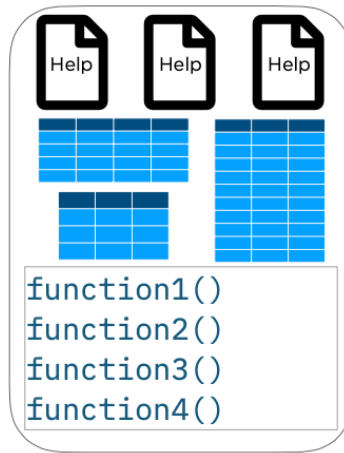 Help Help Help
function1()
function2()
function3()
function4()